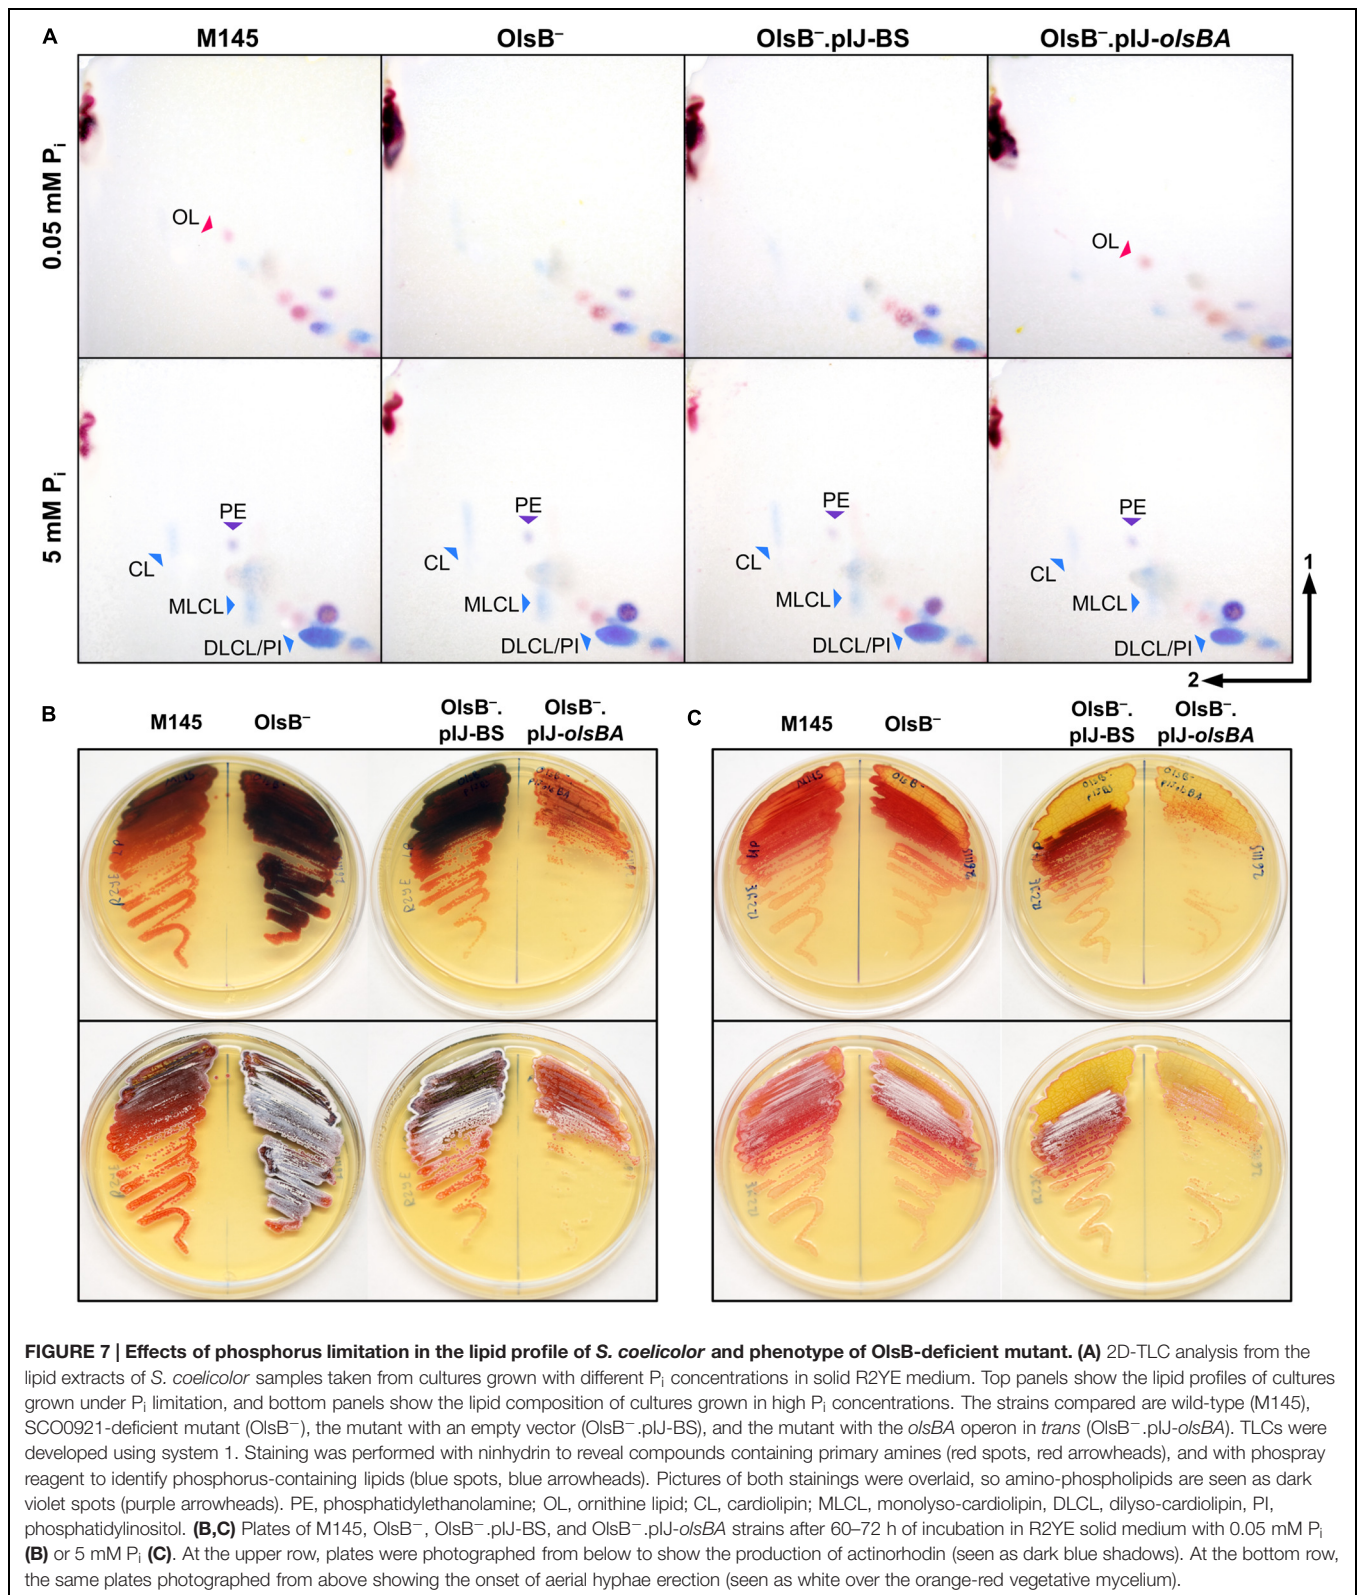 A
M145
OlsB⁻
OlsB⁻.pIJ-BS
OlsB⁻.pIJ-olsBA
0.05 mM Pi
OL
OL
5 mM Pi
PE
CL
MLCL
DLCL/PI
PE
CL
MLCL
DLCL/PI
PE
CL
MLCL
DLCL/PI
PE
CL
MLCL
DLCL/PI
1
2
B
M145
OlsB⁻
OlsB⁻.
pIJ-BS
OlsB⁻.
pIJ-olsBA
C
M145
OlsB⁻
OlsB⁻.
pIJ-BS
OlsB⁻.
pIJ-olsBA
FIGURE 7 | Effects of phosphorus limitation in the lipid profile of S. coelicolor and phenotype of OlsB-deficient mutant. (A) 2D-TLC analysis from the
lipid extracts of S. coelicolor samples taken from cultures grown with different Pi concentrations in solid R2YE medium. Top panels show the lipid profiles of cultures
grown under Pi limitation, and bottom panels show the lipid composition of cultures grown in high Pi concentrations. The strains compared are wild-type (M145),
SCO0921-deficient mutant (OlsB⁻), the mutant with an empty vector (OlsB⁻.pIJ-BS), and the mutant with the olsBA operon in trans (OlsB⁻.pIJ-olsBA). TLCs were
developed using system 1. Staining was performed with ninhydrin to reveal compounds containing primary amines (red spots, red arrowheads), and with phospray
reagent to identify phosphorus-containing lipids (blue spots, blue arrowheads). Pictures of both stainings were overlaid, so amino-phospholipids are seen as dark
violet spots (purple arrowheads). PE, phosphatidylethanolamine; OL, ornithine lipid; CL, cardiolipin; MLCL, monolyso-cardiolipin, DLCL, dilyso-cardiolipin, PI,
phosphatidylinositol. (B,C) Plates of M145, OlsB⁻, OlsB⁻.pIJ-BS, and OlsB⁻.pIJ-olsBA strains after 60–72 h of incubation in R2YE solid medium with 0.05 mM Pi
(B) or 5 mM Pi (C). At the upper row, plates were photographed from below to show the production of actinorhodin (seen as dark blue shadows). At the bottom row,
the same plates photographed from above showing the onset of aerial hyphae erection (seen as white over the orange-red vegetative mycelium).